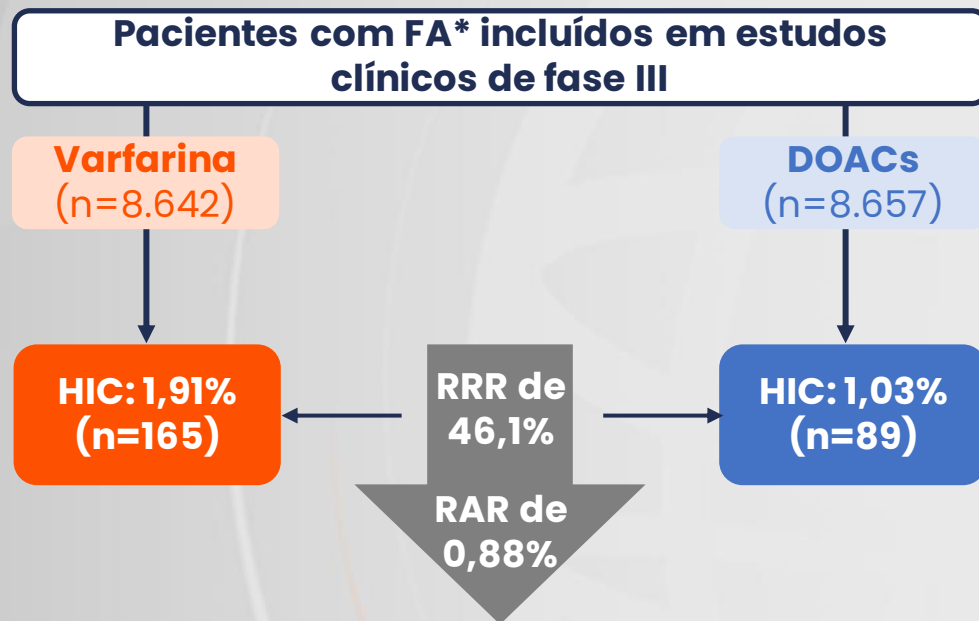 Pacientes com FA* incluídos em estudos
clínicos de fase III
Varfarina
(n=8.642)
DOACs
(n=8.657)
HIC: 1,91%
(n=165)
RRR de
46,1%
RAR de
0,88%
HIC: 1,03%
(n=89)